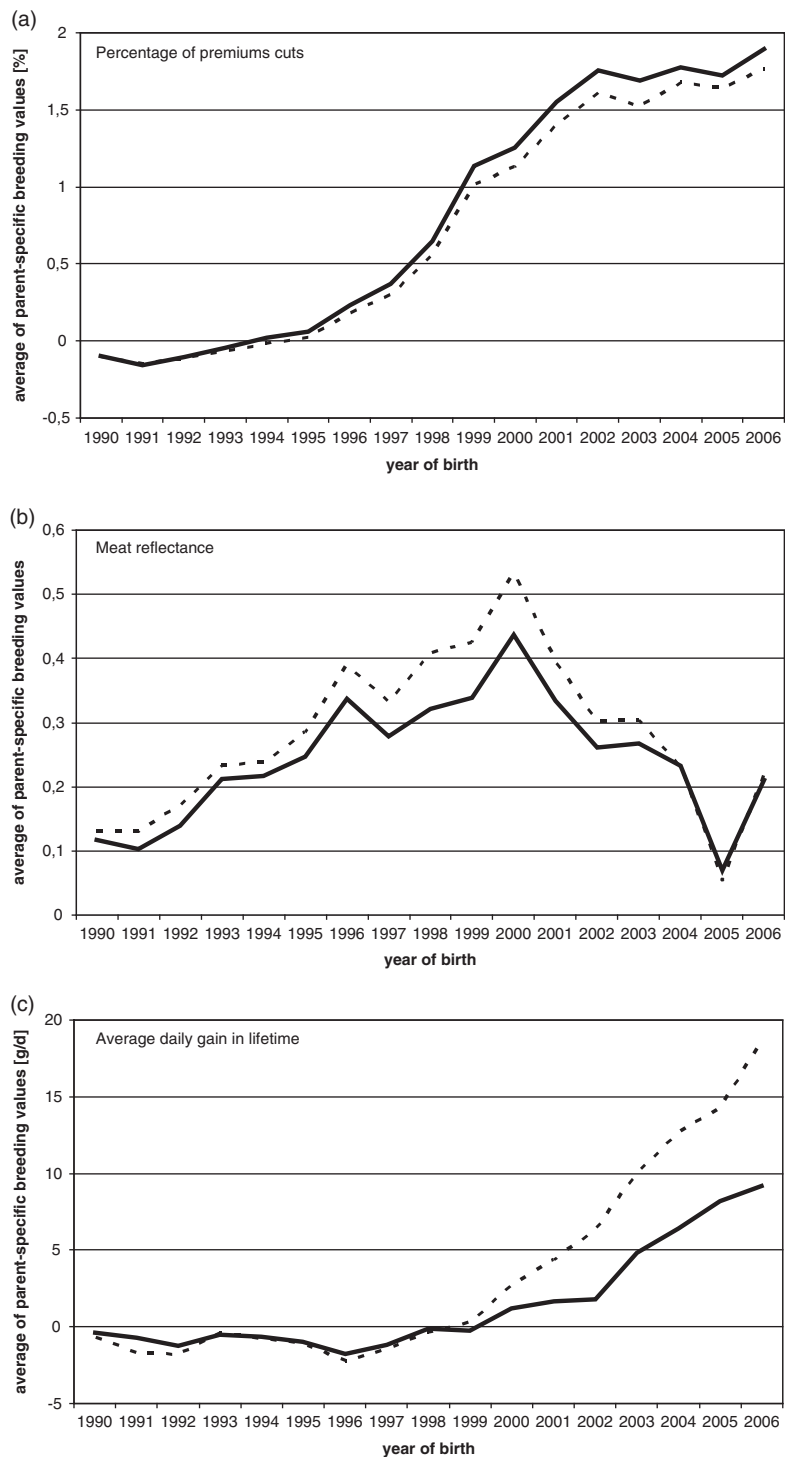 (a)
average of parent-specific breeding values [%]
Percentage of premiums cuts
2
1,5
1
0,5
0
-0,5
1990 1991 1992 1993 1994 1995 1996 1997 1998 1999 2000 2001 2002 2003 2004 2005 2006
year of birth
(b)
average of parent-specific breeding values
Meat reflectance
0,6
0,5
0,4
0,3
0,2
0,1
0
1990 1991 1992 1993 1994 1995 1996 1997 1998 1999 2000 2001 2002 2003 2004 2005 2006
year of birth
(c)
average of parent-specific breeding values [g/d]
Average daily gain in lifetime
20
15
10
5
0
-5
1990 1991 1992 1993 1994 1995 1996 1997 1998 1999 2000 2001 2002 2003 2004 2005 2006
year of birth